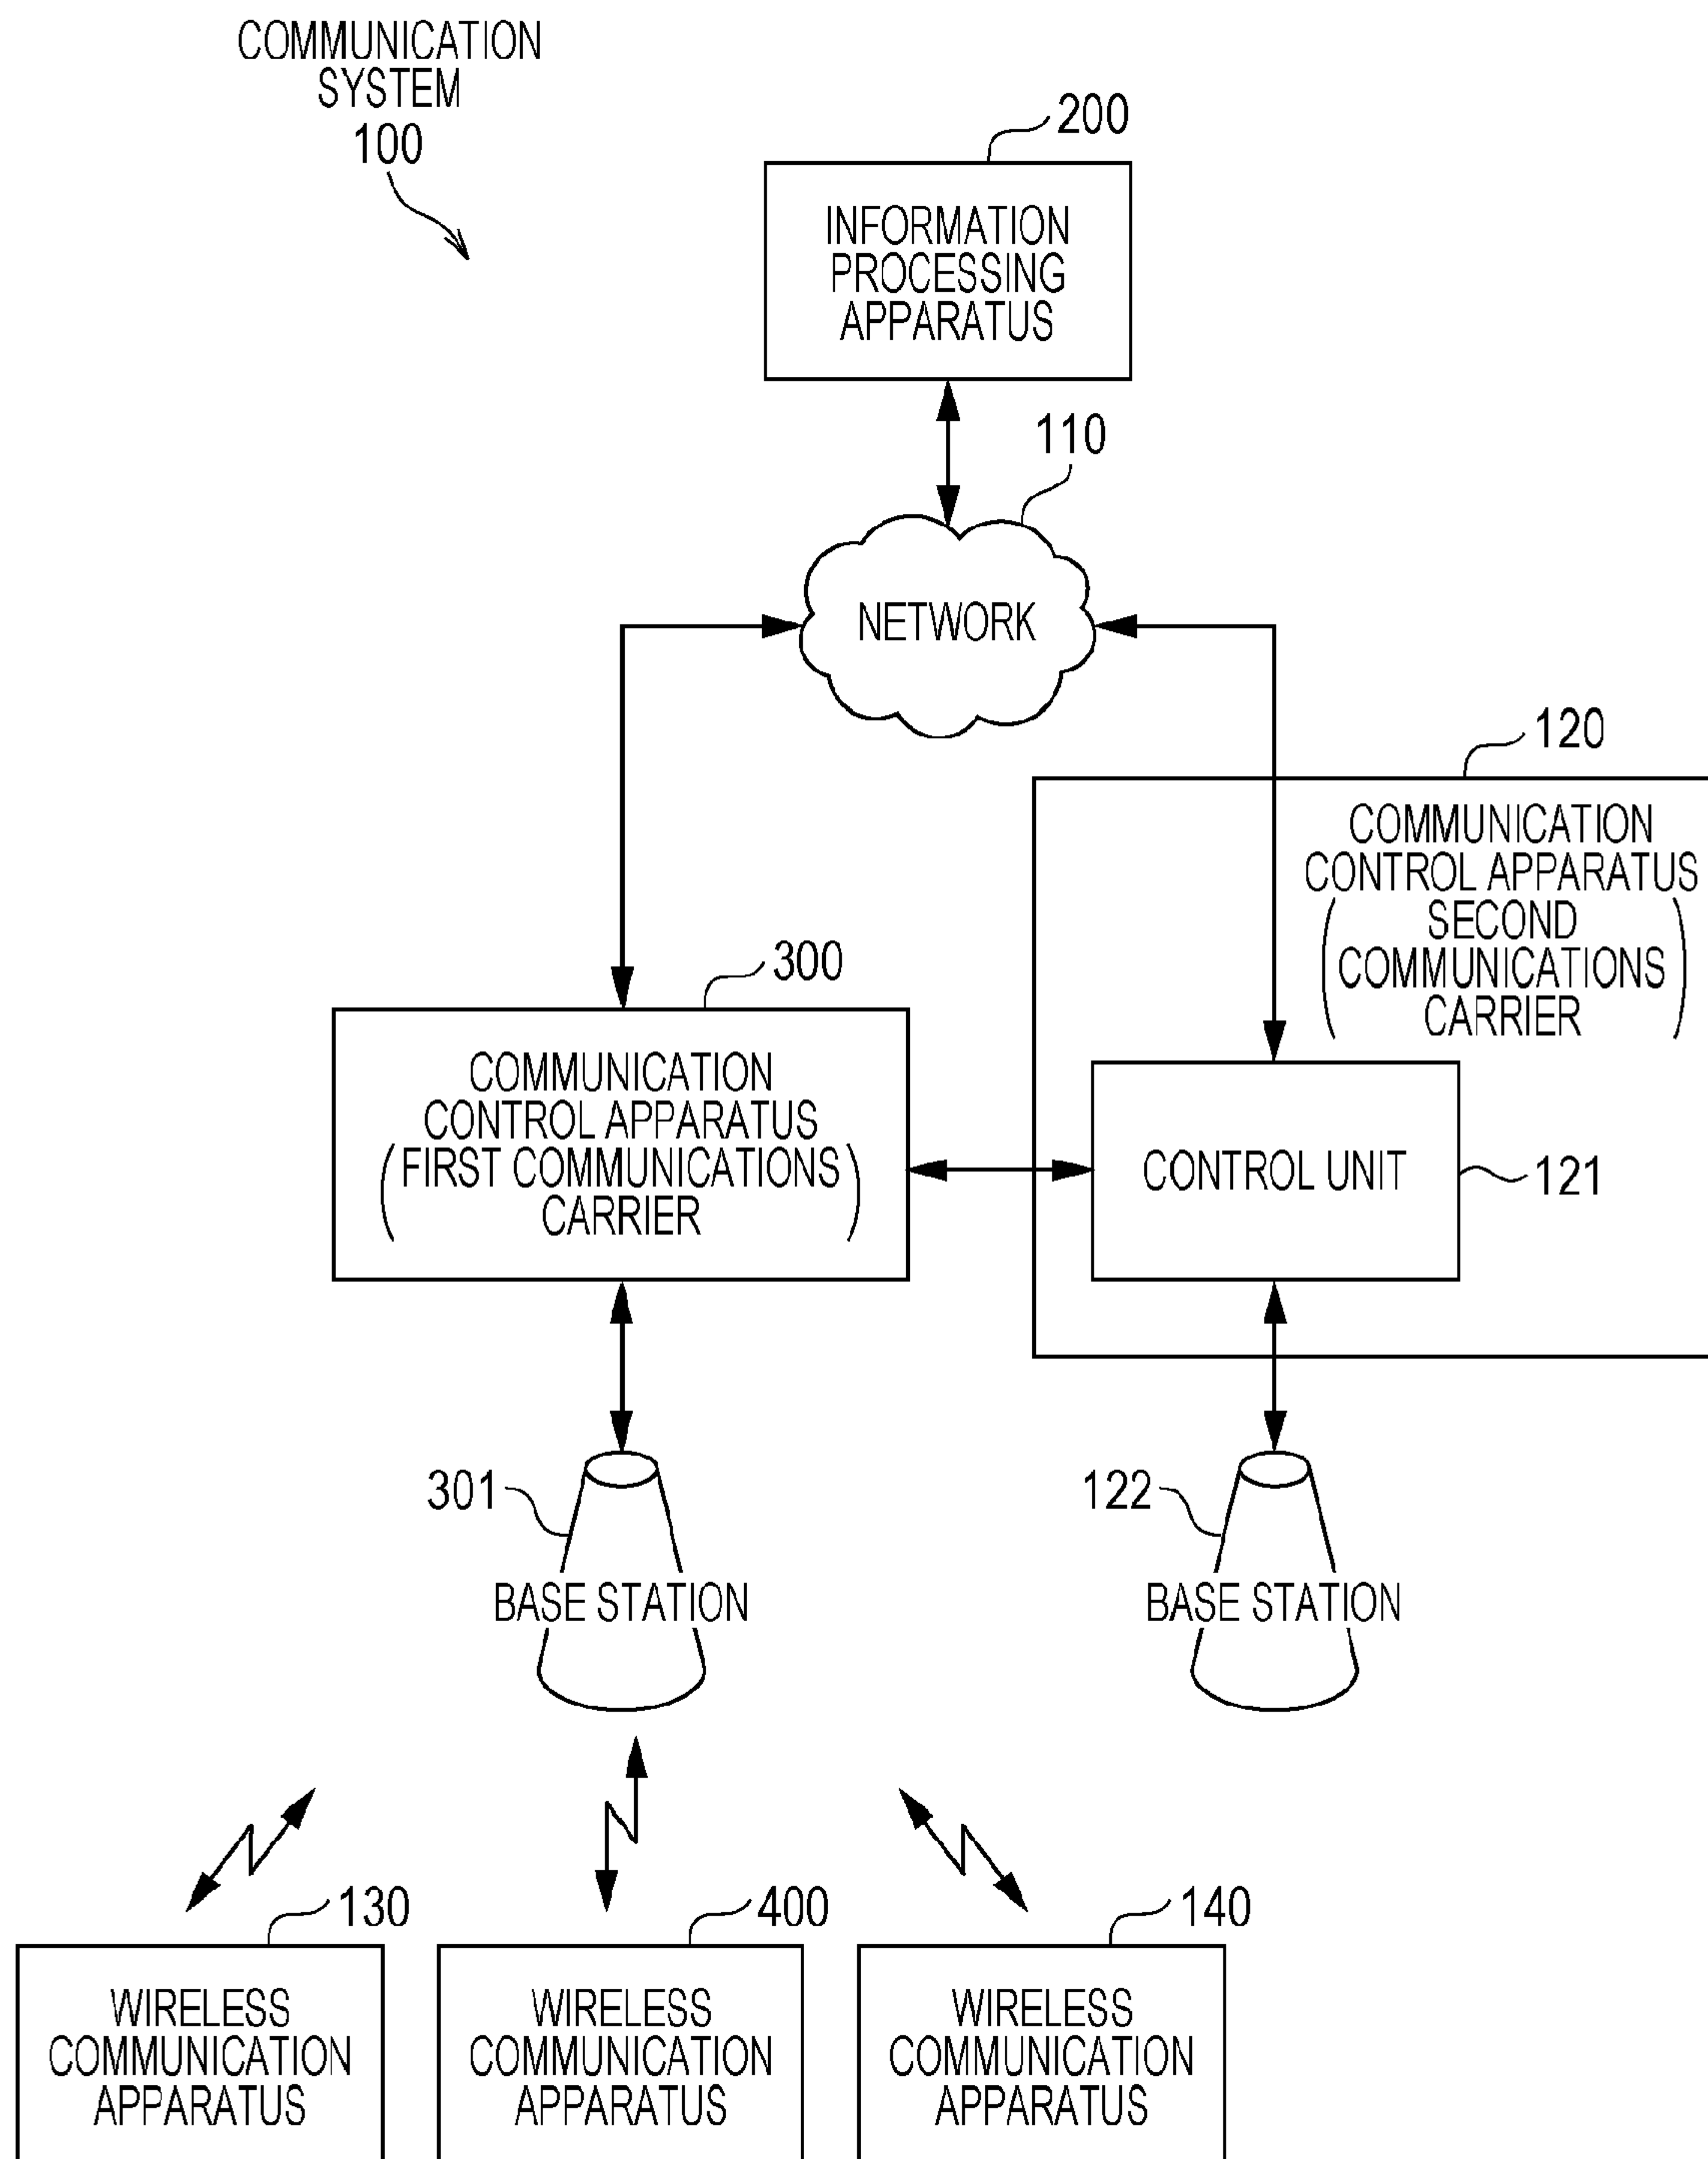 COMMUNICATION
SYSTEM
100
200
INFORMATION
PROCESSING
APPARATUS
110
NETWORK
120
COMMUNICATION
CONTROL APPARATUS
(SECOND
COMMUNICATIONS
CARRIER)
300
COMMUNICATION
CONTROL APPARATUS
(FIRST COMMUNICATIONS
CARRIER)
CONTROL UNIT
121
301
BASE STATION
122
BASE STATION
130
WIRELESS
COMMUNICATION
APPARATUS
400
WIRELESS
COMMUNICATION
APPARATUS
140
WIRELESS
COMMUNICATION
APPARATUS